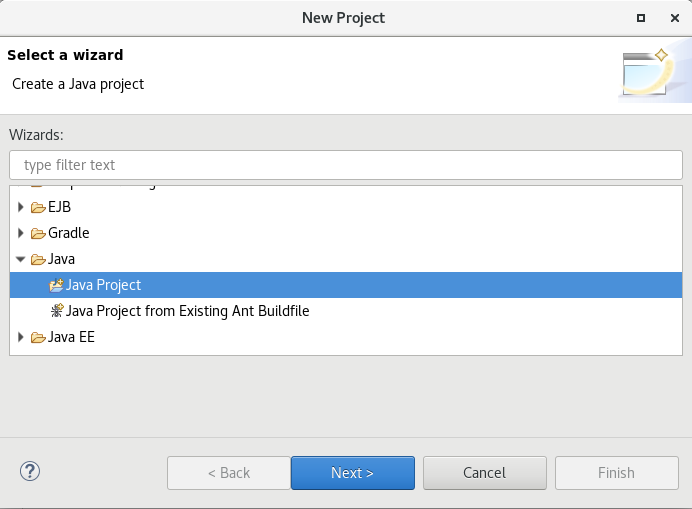 New Project
Select a wizard
Create a Java project
Wizards:
type filter text
EJB
Gradle
Java
Java Project
Java Project from Existing Ant Buildfile
Java EE
?
< Back
Next >
Cancel
Finish